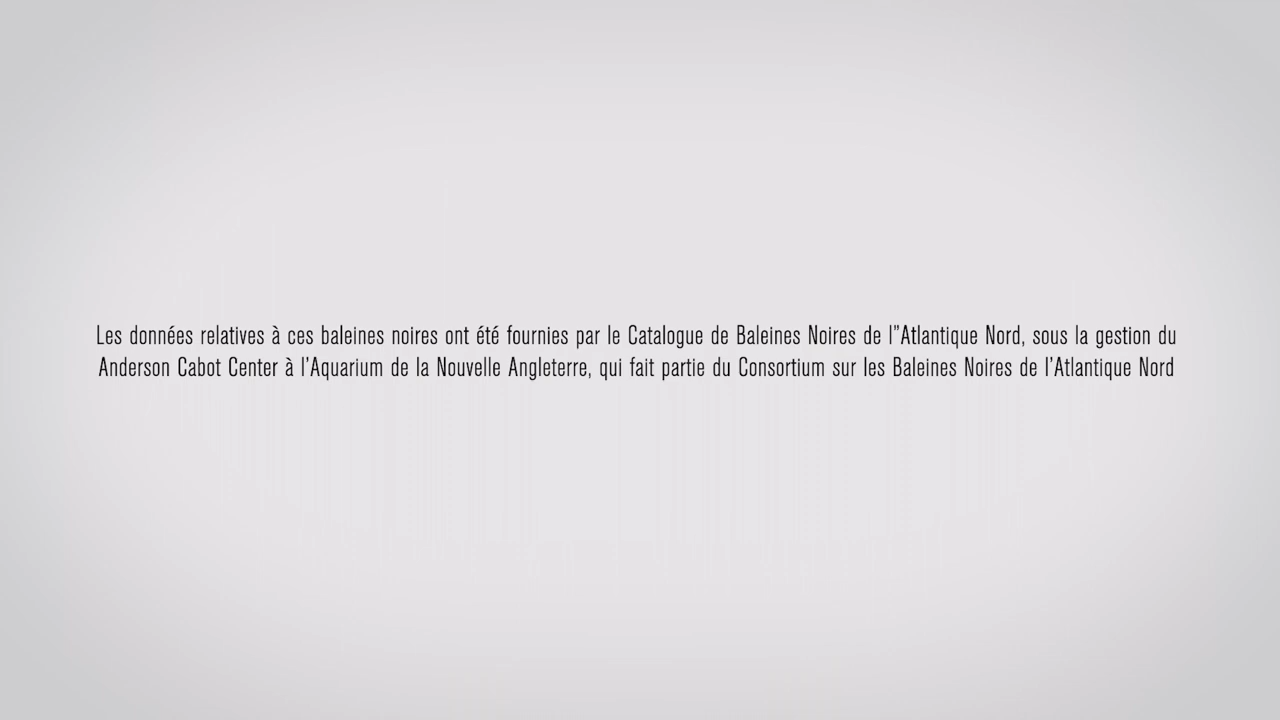 Les données relatives à ces baleines noires ont été fournies par le Catalogue de Baleines Noires de l’’Atlantique Nord, sous la gestion du
Anderson Cabot Center à l’Aquarium de la Nouvelle Angleterre, qui fait partie du Consortium sur les Baleines Noires de l’Atlantique Nord